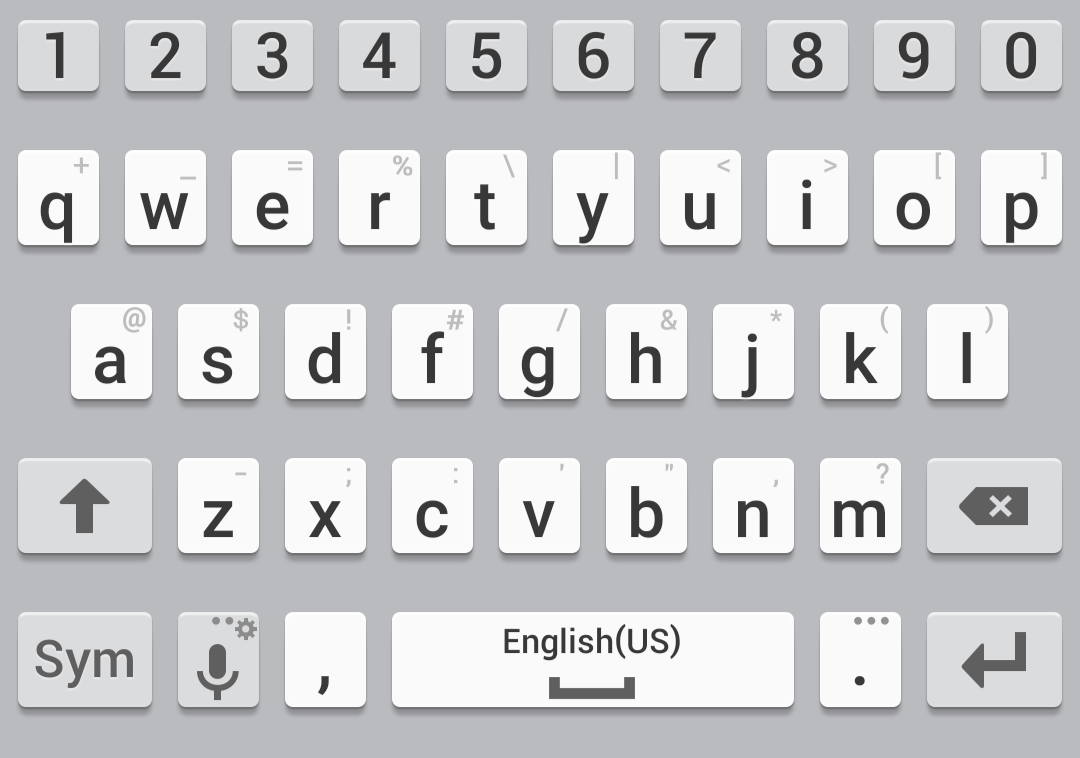 1 2 3 4 5 6 7 8 9 0
+ _ = % \ | < > [ ]
q w e r t y u i o p
@ $ ! # / & * ( )
a s d f g h j k l
- ; : ' " , ?
z x c v b n m
Sym , English(US) .